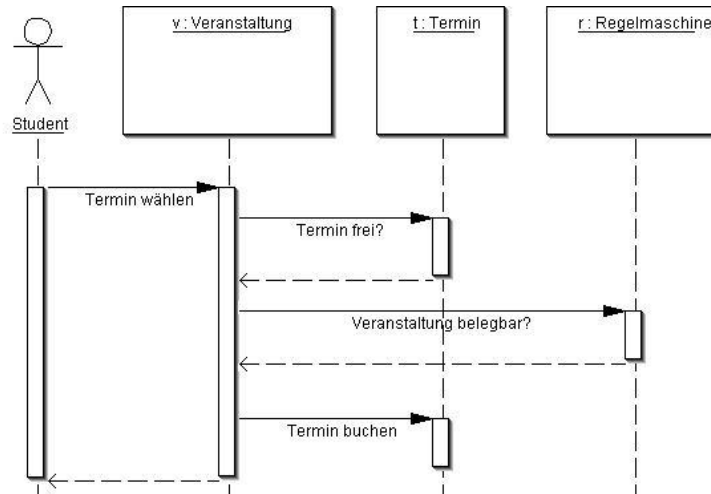 v : Veranstaltung
t : Termin
r : Regelmaschine
Student
Termin wählen
Termin frei?
Veranstaltung belegbar?
Termin buchen